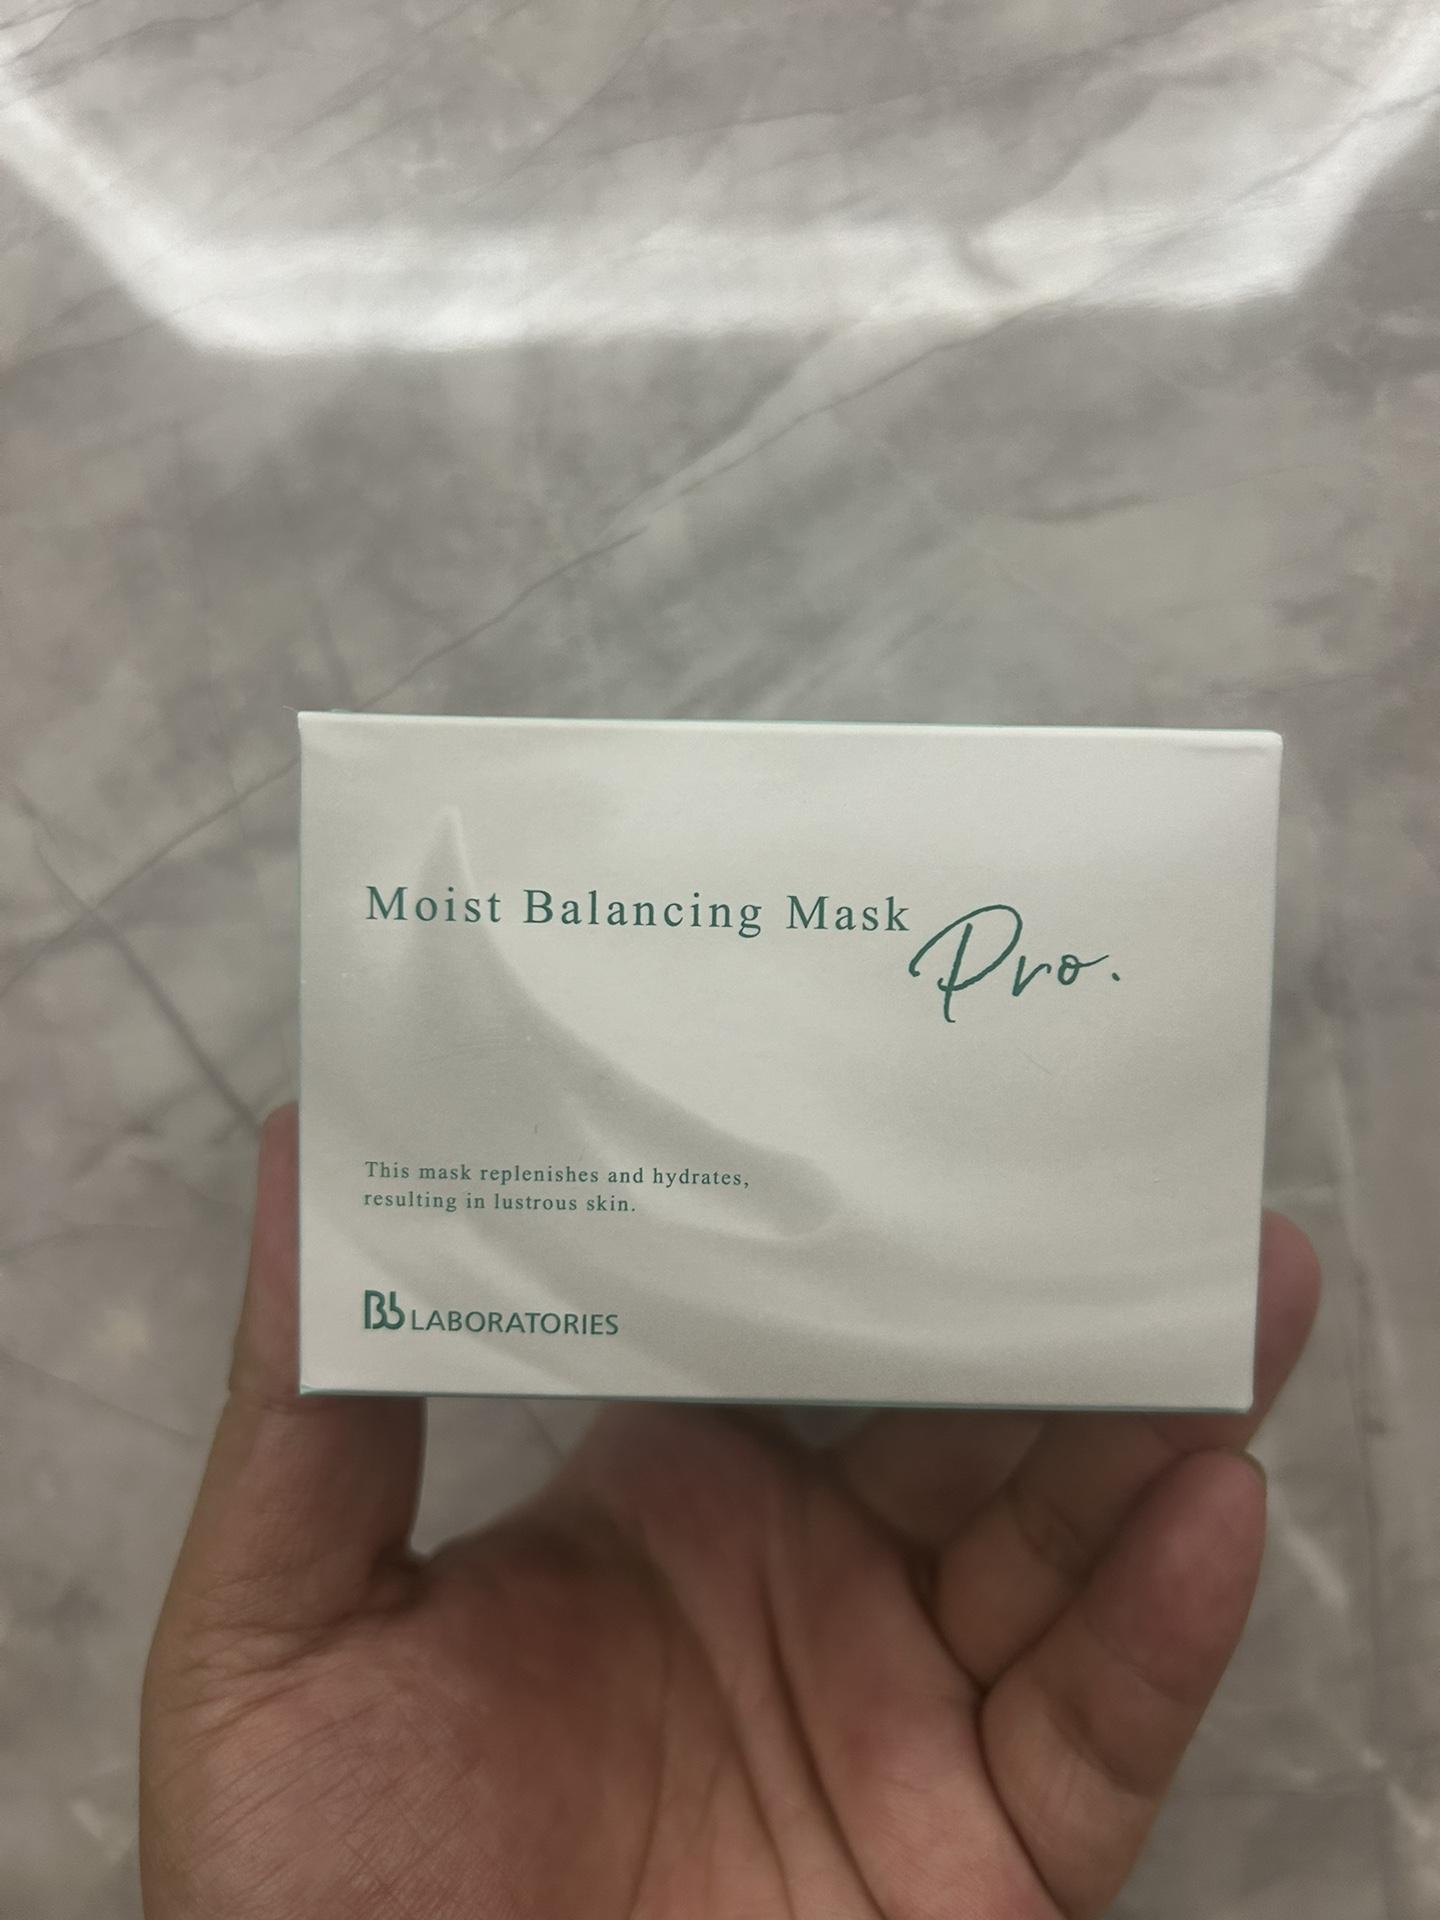 Moist Balancing Mask
Pro.
This mask replenishes and hydrates,
resulting in lustrous skin.
Bb LABORATORIES